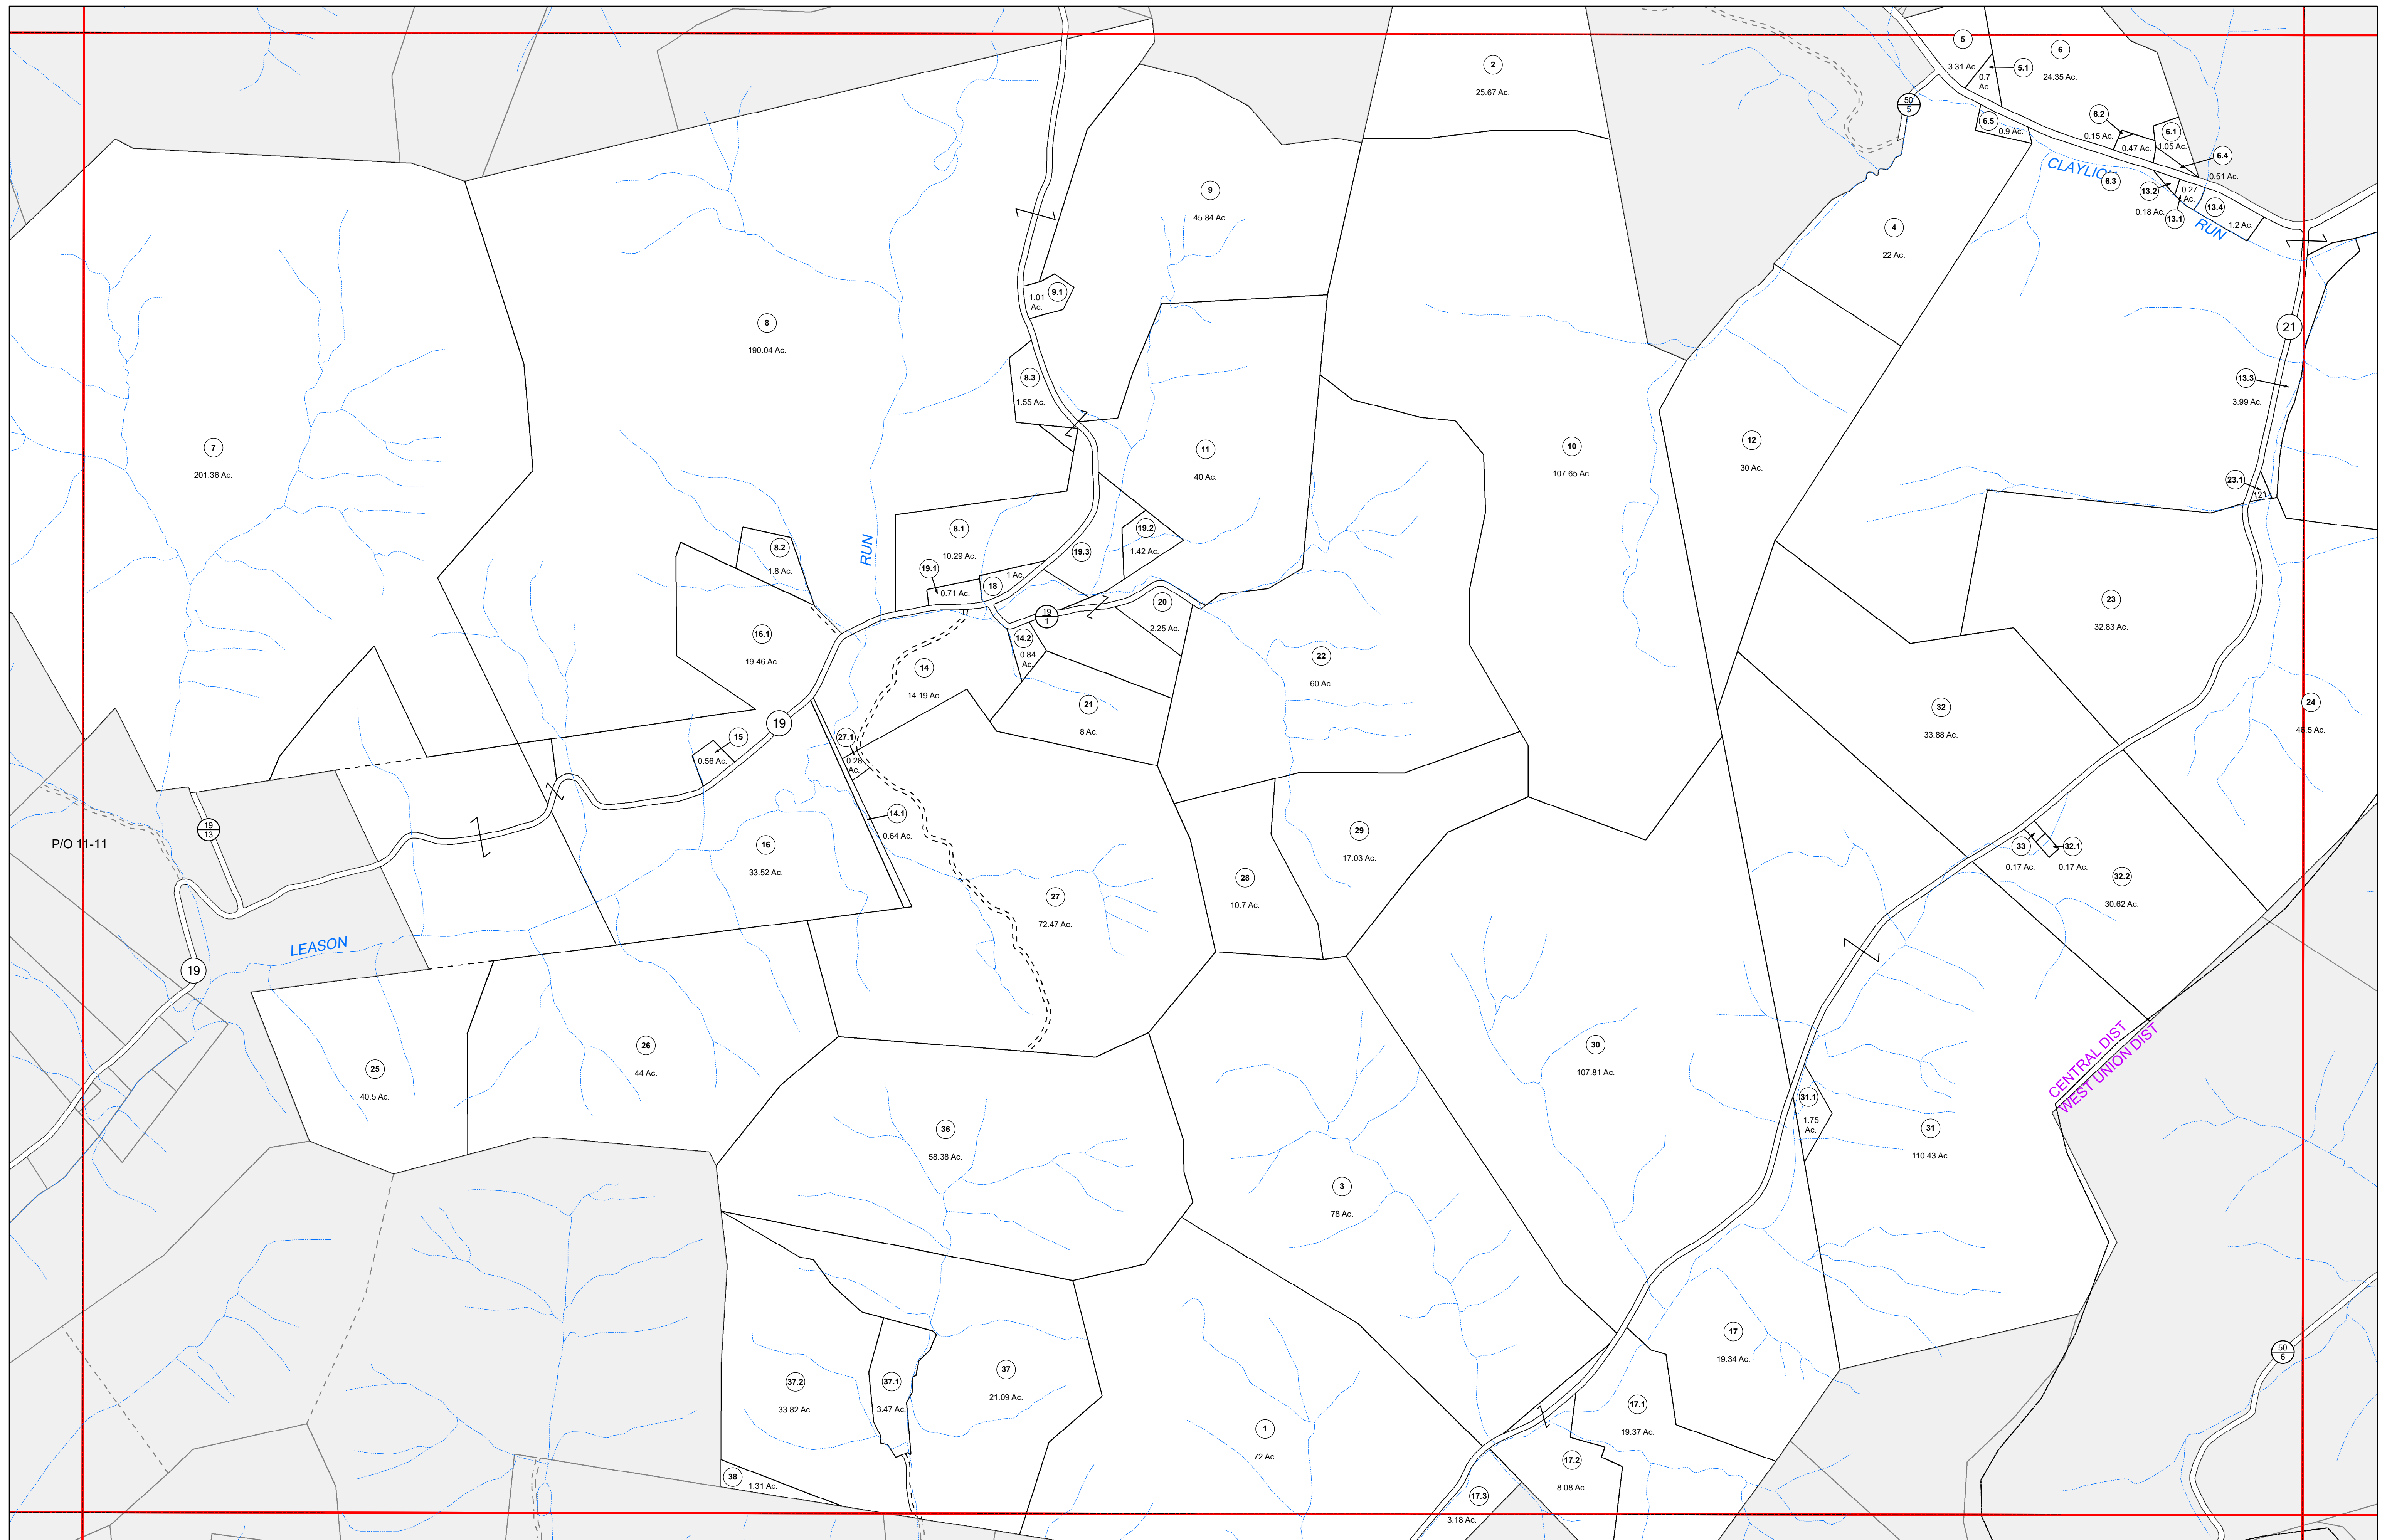 2
25.67 Ac.
5
3.31 Ac.
5.1
0.7
Ac.
6
24.35 Ac.
50
5
6.5
0.9 Ac.
6.2
0.15 Ac.
0.47 Ac.
6.1
1.05 Ac.
6.4
0.51 Ac.
6.3
13.2
0.18 Ac.
0.27
Ac.
13.1
13.4
1.2 Ac.
RUN
9
45.84 Ac.
4
22 Ac.
9.1
1.01
Ac.
8
190.04 Ac.
21
8.3
1.55 Ac.
13.3
3.99 Ac.
7
201.36 Ac.
11
40 Ac.
10
107.65 Ac.
12
30 Ac.
23.1
121
RUN
8.1
10.29 Ac.
8.2
1.8 Ac.
19.2
1.42 Ac.
19.3
19.1
0.71 Ac.
18
1 Ac.
19
1
20
2.25 Ac.
23
32.83 Ac.
16.1
19.46 Ac.
14.2
0.84
Ac.
14
14.19 Ac.
22
60 Ac.
21
8 Ac.
32
33.88 Ac.
24
46.5 Ac.
19
15
0.56 Ac.
27.1
0.28
Ac.
14.1
0.64 Ac.
19
13
P/O 11-11
16
33.52 Ac.
29
17.03 Ac.
28
10.7 Ac.
33
0.17 Ac.
32.1
0.17 Ac.
32.2
30.62 Ac.
27
72.47 Ac.
LEASON
19
25
40.5 Ac.
26
44 Ac.
30
107.81 Ac.
CENTRAL DIST
WEST UNION DIST
31.1
1.75
Ac.
31
110.43 Ac.
36
58.38 Ac.
3
78 Ac.
17
19.34 Ac.
50
6
37.2
33.82 Ac.
37.1
3.47 Ac.
37
21.09 Ac.
1
72 Ac.
17.1
19.37 Ac.
17.2
8.08 Ac.
38
1.31 Ac.
17.3
3.18 Ac.